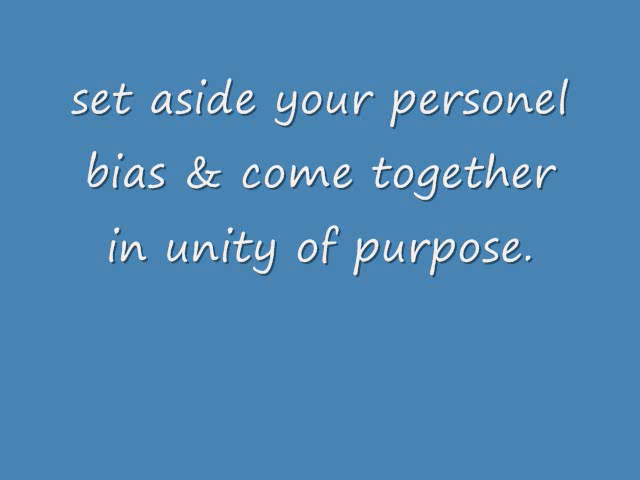 set aside your personel
bias & come together
in unity of purpose.